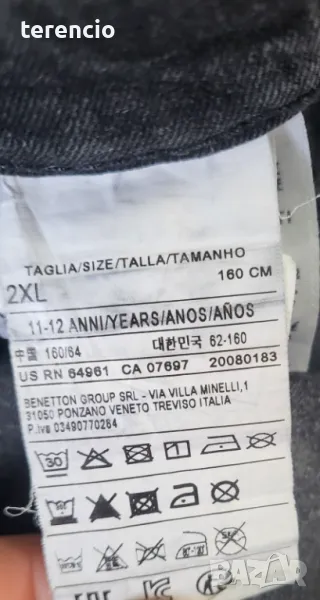 terencio
TAGLIA/SIZE/TALLA/TAMANHO
2XL 160 CM
11-12 ANNI/YEARS/ANOS/AÑOS
中国 160/64 대한민국 62-160
US RN 64961 CA 07697 20080183
BENETTON GROUP SRL - VIA VILLA MINELLI,1
31050 PONZANO VENETO TREVISO ITALIA
P.Iva 03490770264
30
BAZAR